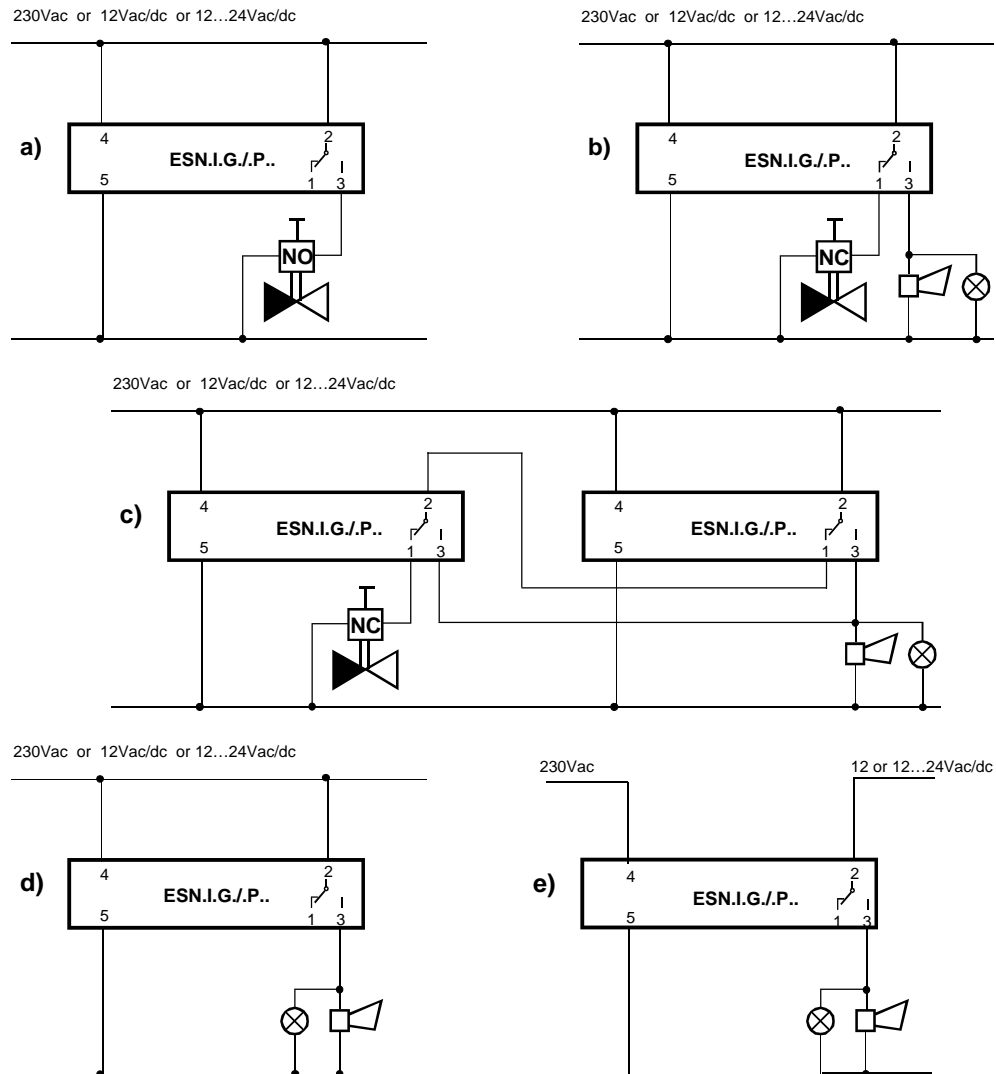 230Vac or 12Vac/dc or 12...24Vac/dc
a)
4 2
ESN.I.G./.P..
5 1 3
NO
230Vac or 12Vac/dc or 12...24Vac/dc
b)
4 2
ESN.I.G./.P..
5 1 3
NC
230Vac or 12Vac/dc or 12...24Vac/dc
c)
4 2
ESN.I.G./.P..
5 1 3
NC
4 2
ESN.I.G./.P..
5 1 3
230Vac or 12Vac/dc or 12...24Vac/dc
d)
4 2
ESN.I.G./.P..
5 1 3
230Vac 12 or 12...24Vac/dc
e)
4 2
ESN.I.G./.P..
5 1 3